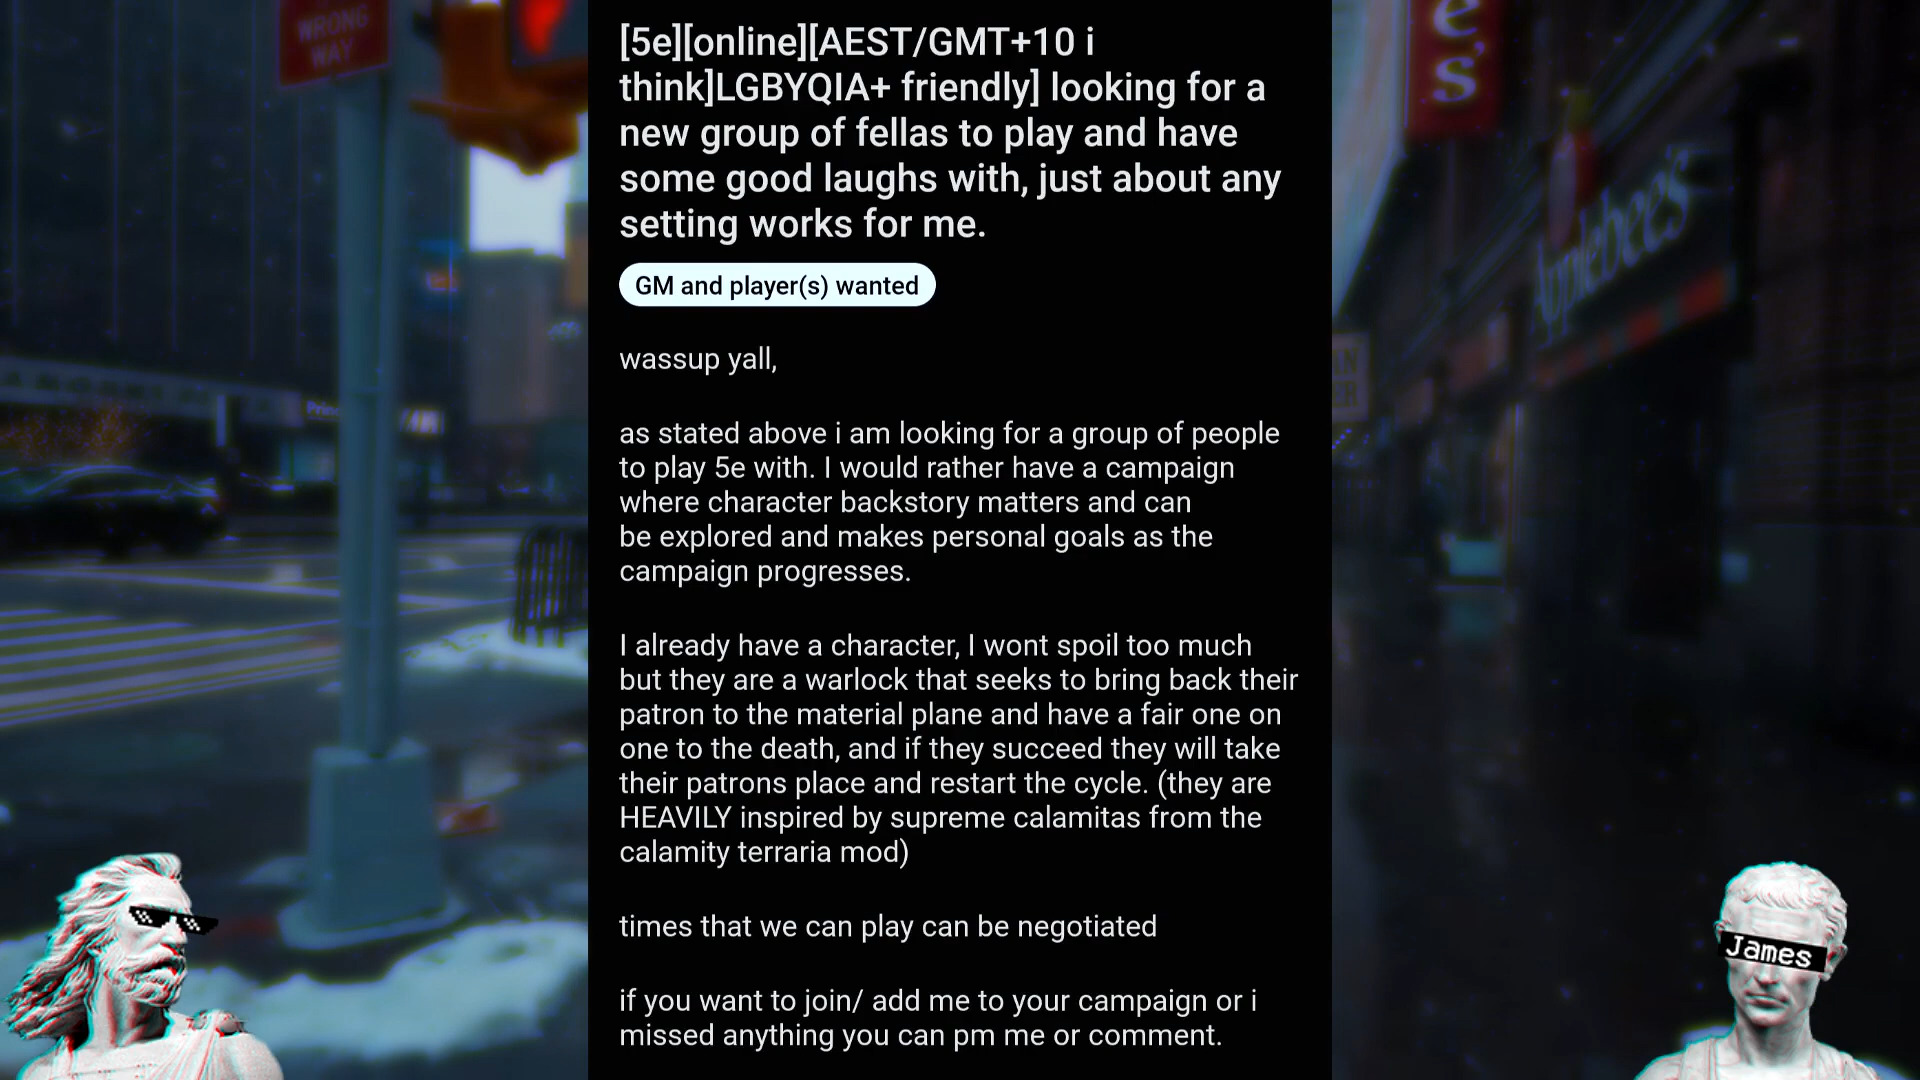 WRONG
WAY
[5e][online][AEST/GMT+10 i
think]LGBYQIA+ friendly] looking for a
new group of fellas to play and have
some good laughs with, just about any
setting works for me.
GM and player(s) wanted
wassup yall,
as stated above i am looking for a group of people
to play 5e with. I would rather have a campaign
where character backstory matters and can
be explored and makes personal goals as the
campaign progresses.
I already have a character, I wont spoil too much
but they are a warlock that seeks to bring back their
patron to the material plane and have a fair one on
one to the death, and if they succeed they will take
their patrons place and restart the cycle. (they are
HEAVILY inspired by supreme calamitas from the
calamity terraria mod)
times that we can play can be negotiated
if you want to join/ add me to your campaign or i
missed anything you can pm me or comment.
e's
Applebee's
James